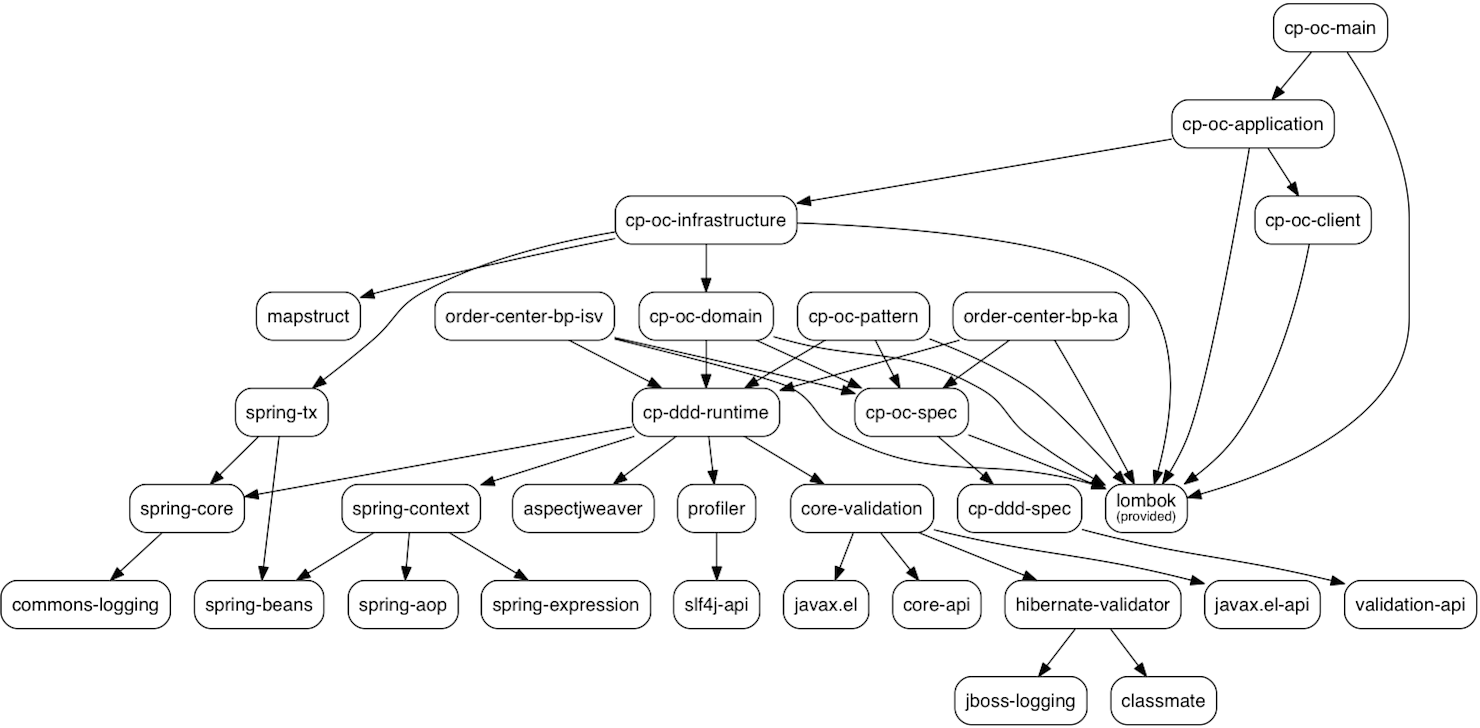 cp-oc-main
cp-oc-application
cp-oc-infrastructure
cp-oc-client
mapstruct
order-center-bp-isv
cp-oc-domain
cp-oc-pattern
order-center-bp-ka
spring-tx
cp-ddd-runtime
cp-oc-spec
spring-core
spring-context
aspectjweaver
profiler
core-validation
cp-ddd-spec
lombok
(provided)
commons-logging
spring-beans
spring-aop
spring-expression
slf4j-api
javax.el
core-api
hibernate-validator
javax.el-api
validation-api
jboss-logging
classmate